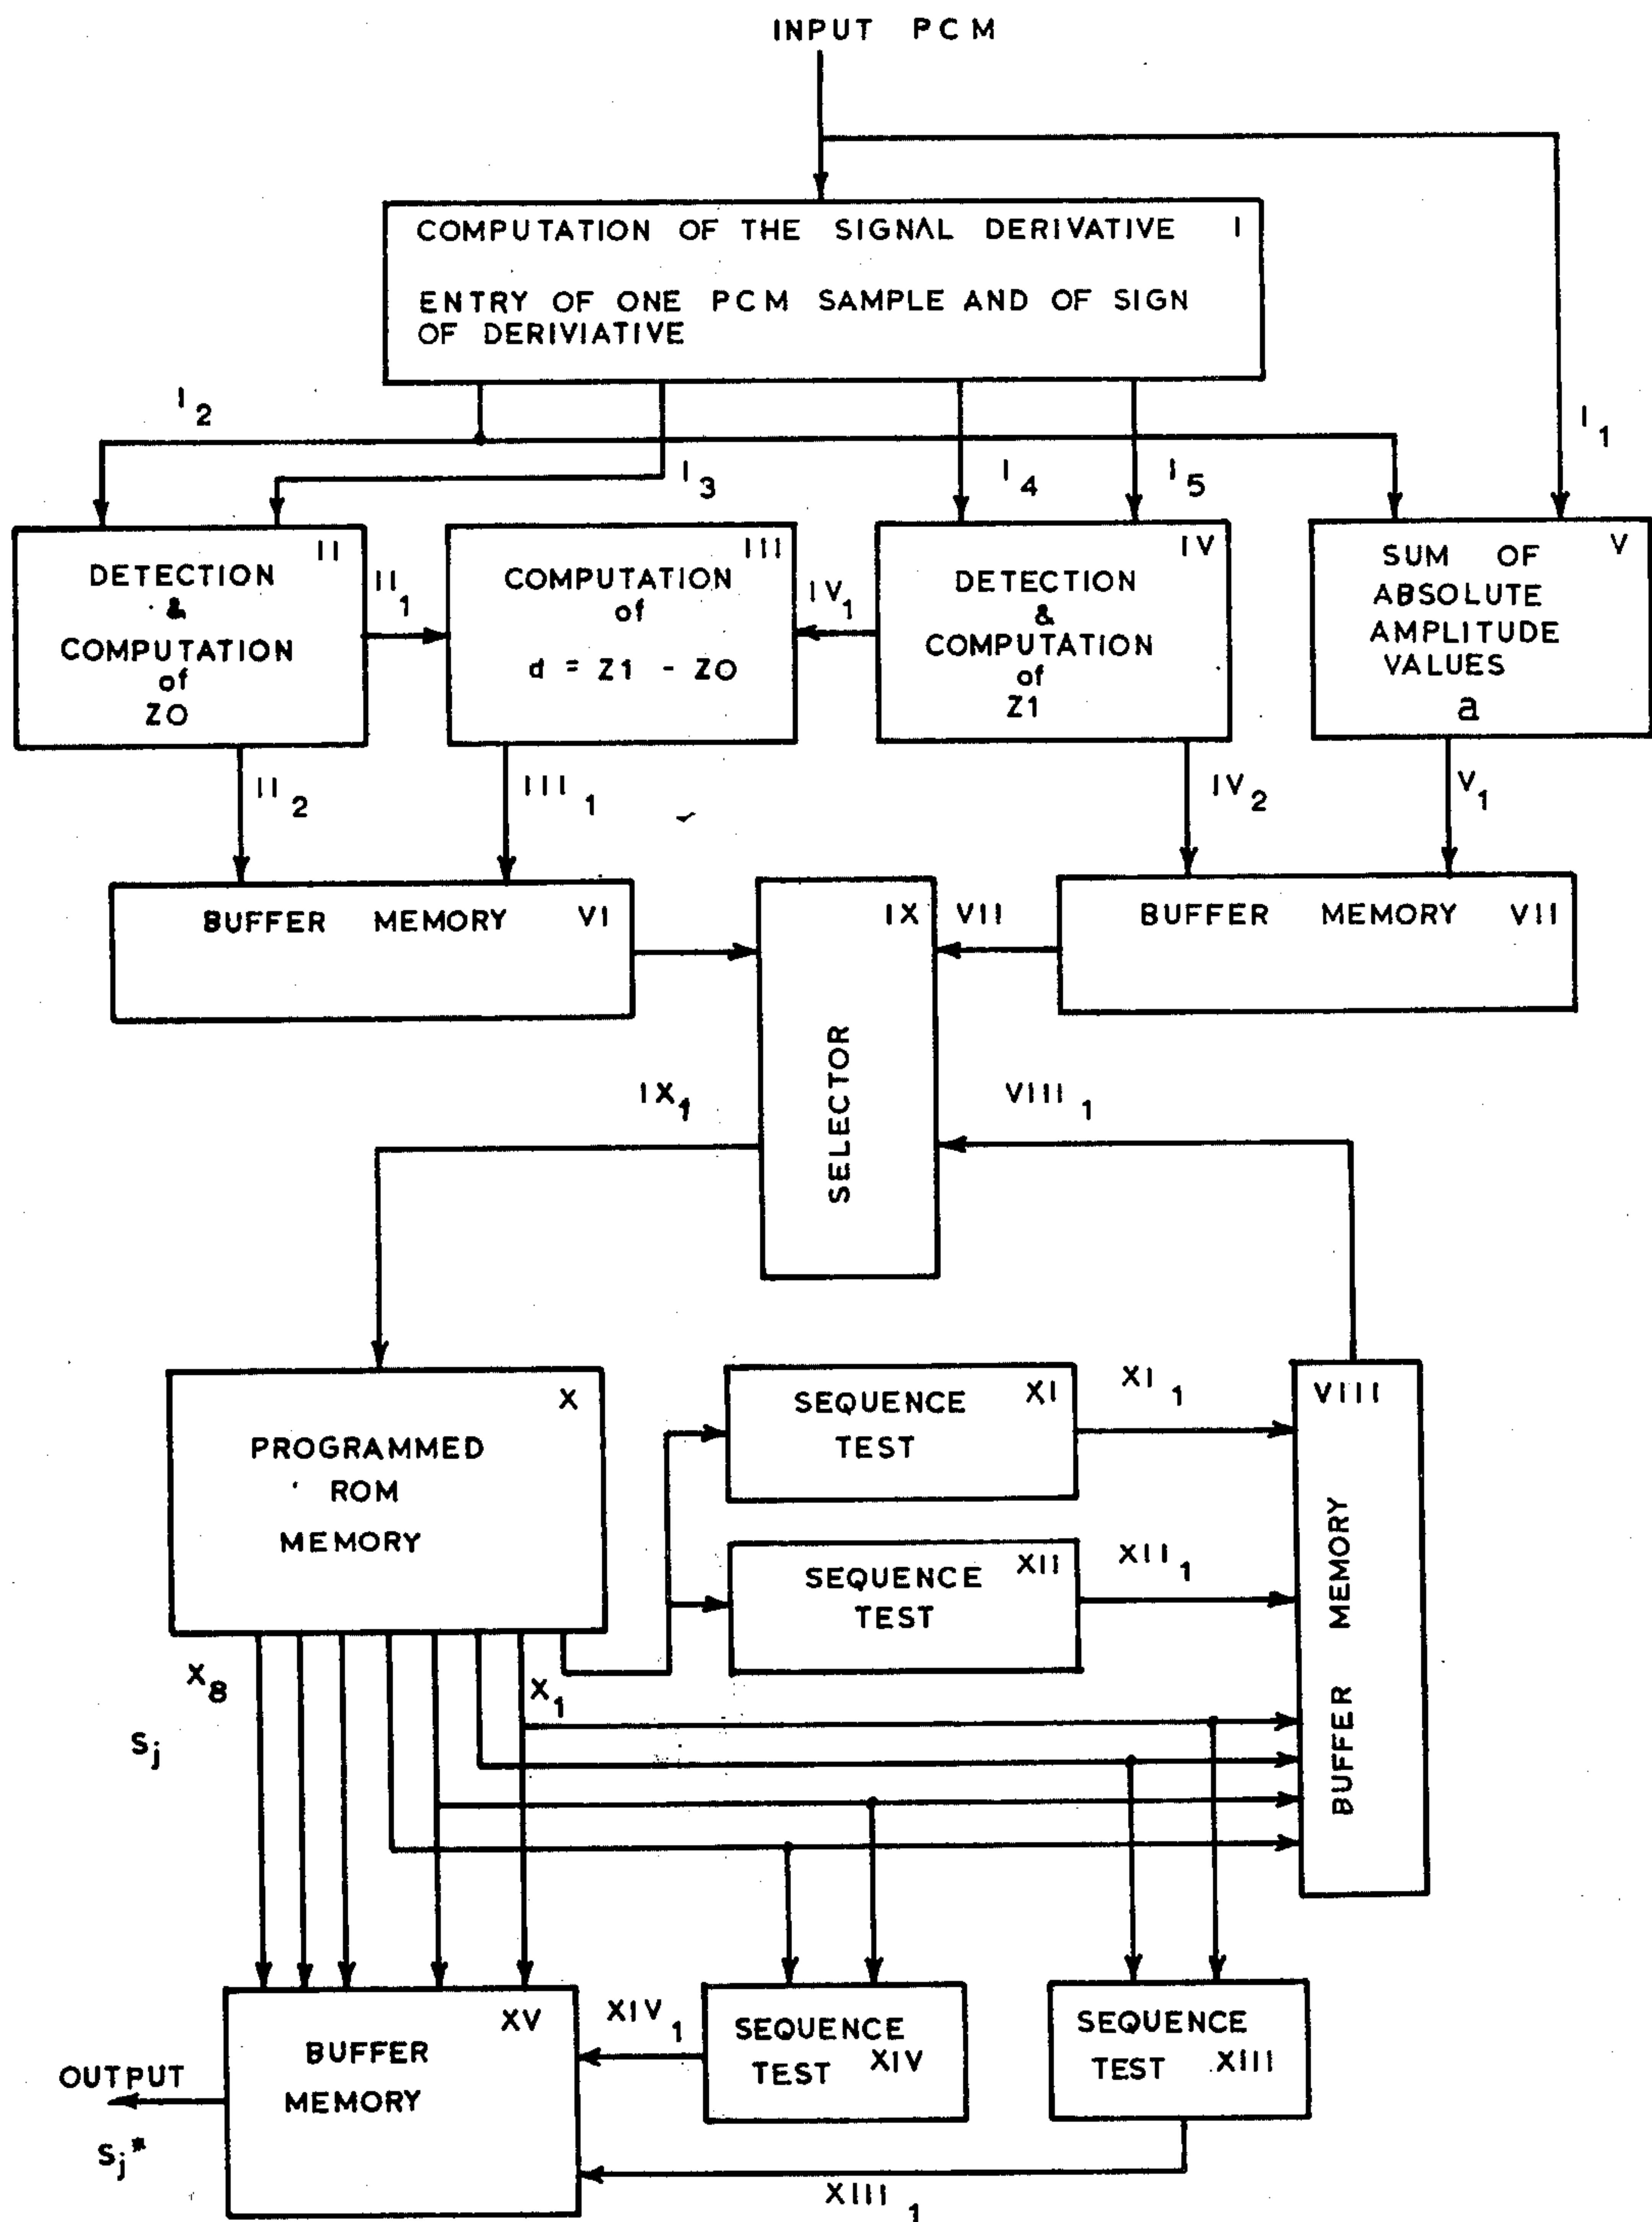 INPUT PCM
COMPUTATION OF THE SIGNAL DERIVATIVE I
ENTRY OF ONE PCM SAMPLE AND OF SIGN
OF DERIVIATIVE
I2
I1
I3
I4
I5
II
DETECTION
&
COMPUTATION
of
Z0
II1
III
COMPUTATION
of
d = Z1 - Z0
IV1
IV
DETECTION
&
COMPUTATION
of
Z1
V
SUM OF
ABSOLUTE
AMPLITUDE
VALUES
a
II2
III1
IV2
V1
BUFFER MEMORY VI
IX
SELECTOR
VII
BUFFER MEMORY VII
IX1
VIII1
X
PROGRAMMED
ROM
MEMORY
SEQUENCE XI
TEST
XI1
SEQUENCE XII
TEST
XII1
VIII
BUFFER MEMORY
X8
X1
Sj
XV
BUFFER
MEMORY
XIV1
SEQUENCE
TEST XIV
SEQUENCE
TEST XIII
OUTPUT
Sj*
XIII1